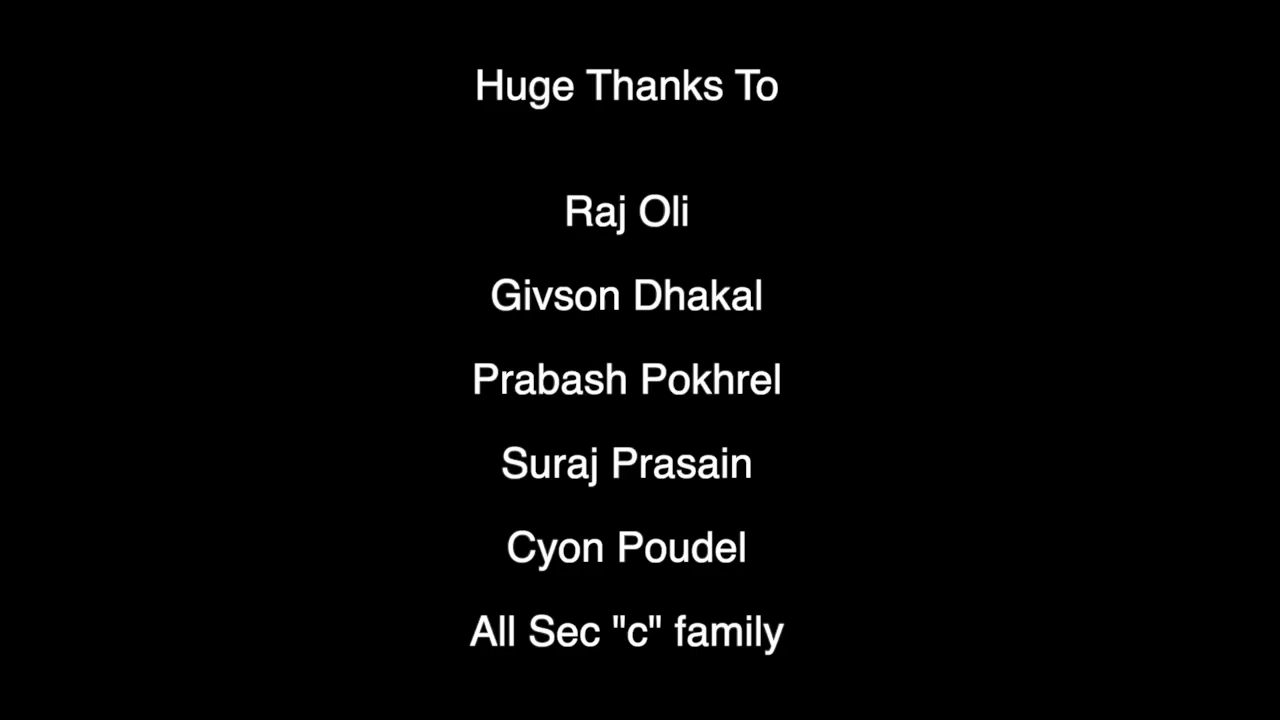 Huge Thanks To
Raj Oli
Givson Dhakal
Prabash Pokhrel
Suraj Prasain
Cyon Poudel
All Sec "c" family